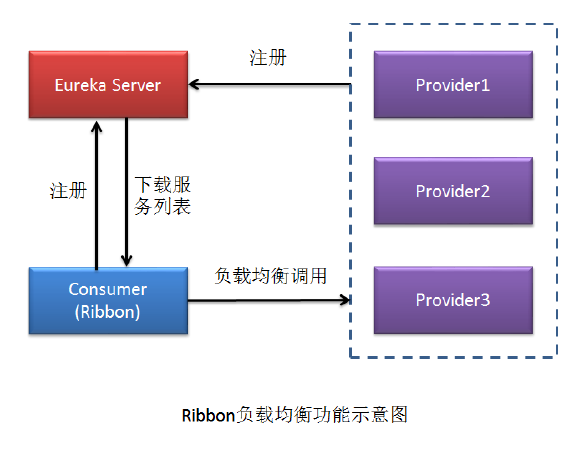 注册
Eureka Server
Provider1
注册
下载服
务列表
Provider2
Consumer
(Ribbon)
负载均衡调用
Provider3
Ribbon负载均衡功能示意图